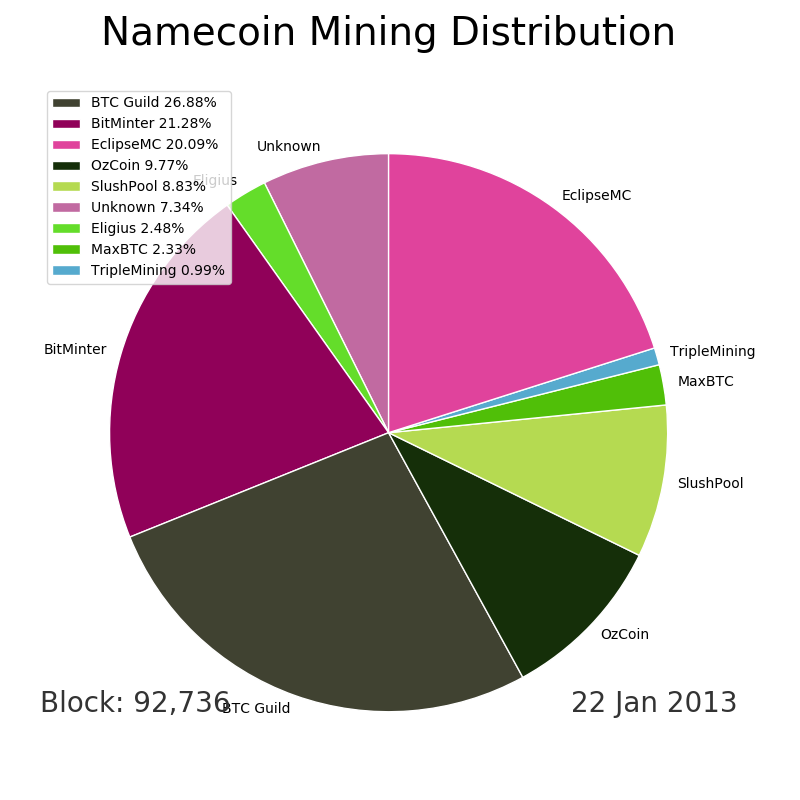 Namecoin Mining Distribution
BTC Guild 26.88%
BitMinter 21.28%
EclipseMC 20.09%
OzCoin 9.77%
SlushPool 8.83%
Unknown 7.34%
Eligius 2.48%
MaxBTC 2.33%
TripleMining 0.99%
Unknown
Eligius
EclipseMC
BitMinter
TripleMining
MaxBTC
SlushPool
OzCoin
BTC Guild
Block: 92,736
22 Jan 2013